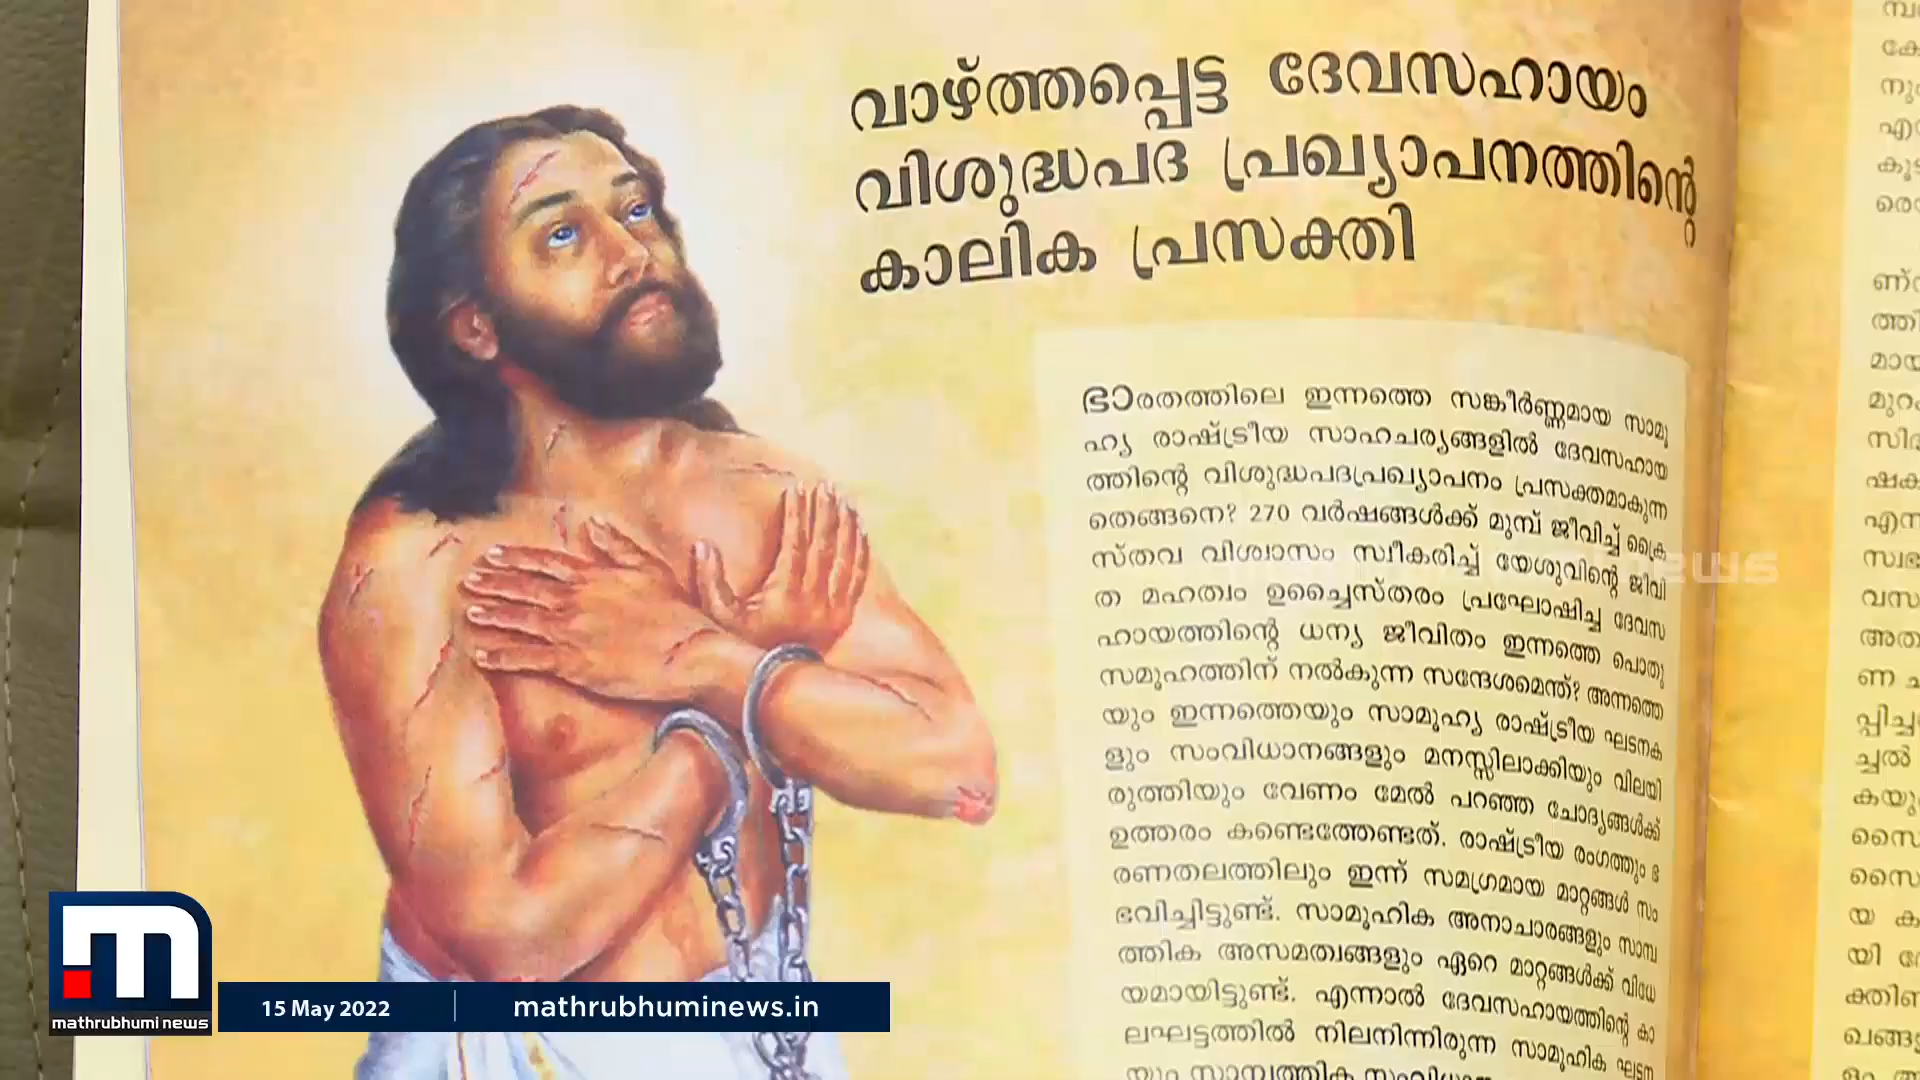 വാഴ്ത്തപ്പെട്ട ദേവസഹായം
വിശുദ്ധപദ പ്രഖ്യാപനത്തിന്റെ
കാലിക പ്രസക്തി
ഭാരതത്തിലെ ഇന്നത്തെ സങ്കീർണ്ണമായ സാമൂ
ഹ്യ രാഷ്ട്രീയ സാഹചര്യങ്ങളിൽ ദേവസഹായ
ത്തിന്റെ വിശുദ്ധപദപ്രഖ്യാപനം പ്രസക്തമാകുന്ന
തെങ്ങനെ? 270 വർഷങ്ങൾക്ക് മുമ്പ് ജീവിച്ച് ക്രൈ
സ്തവ വിശ്വാസം സ്വീകരിച്ച് യേശുവിന്റെ ജീവി
ത മഹത്വം ഉച്ചൈസ്തരം പ്രഘോഷിച്ച ദേവസ
ഹായത്തിന്റെ ധന്യ ജീവിതം ഇന്നത്തെ പൊതു
സമൂഹത്തിന് നൽകുന്ന സന്ദേശമെന്ത്? അന്നത്തെ
യും ഇന്നത്തെയും സാമൂഹ്യ രാഷ്ട്രീയ ഘടനക
ളും സംവിധാനങ്ങളും മനസ്സിലാക്കിയും വിലയി
രുത്തിയും വേണം മേൽ പറഞ്ഞ ചോദ്യങ്ങൾക്ക്
ഉത്തരം കണ്ടെത്തേണ്ടത്. രാഷ്ട്രീയ രംഗത്തും ഭ
രണതലത്തിലും ഇന്ന് സമഗ്രമായ മാറ്റങ്ങൾ സം
ഭവിച്ചിട്ടുണ്ട്. സാമൂഹിക അനാചാരങ്ങളും സാമ്പ
ത്തിക അസമത്വങ്ങളും ഏറെ മാറ്റങ്ങൾക്ക് വിധേ
യമായിട്ടുണ്ട്. എന്നാൽ ദേവസഹായത്തിന്റെ കാ
ലഘട്ടത്തിൽ നിലനിന്നിരുന്ന സാമൂഹിക ഘടന
യും സാമ്പത്തിക
news
mathrubhumi news
15 May 2022
mathrubhuminews.in